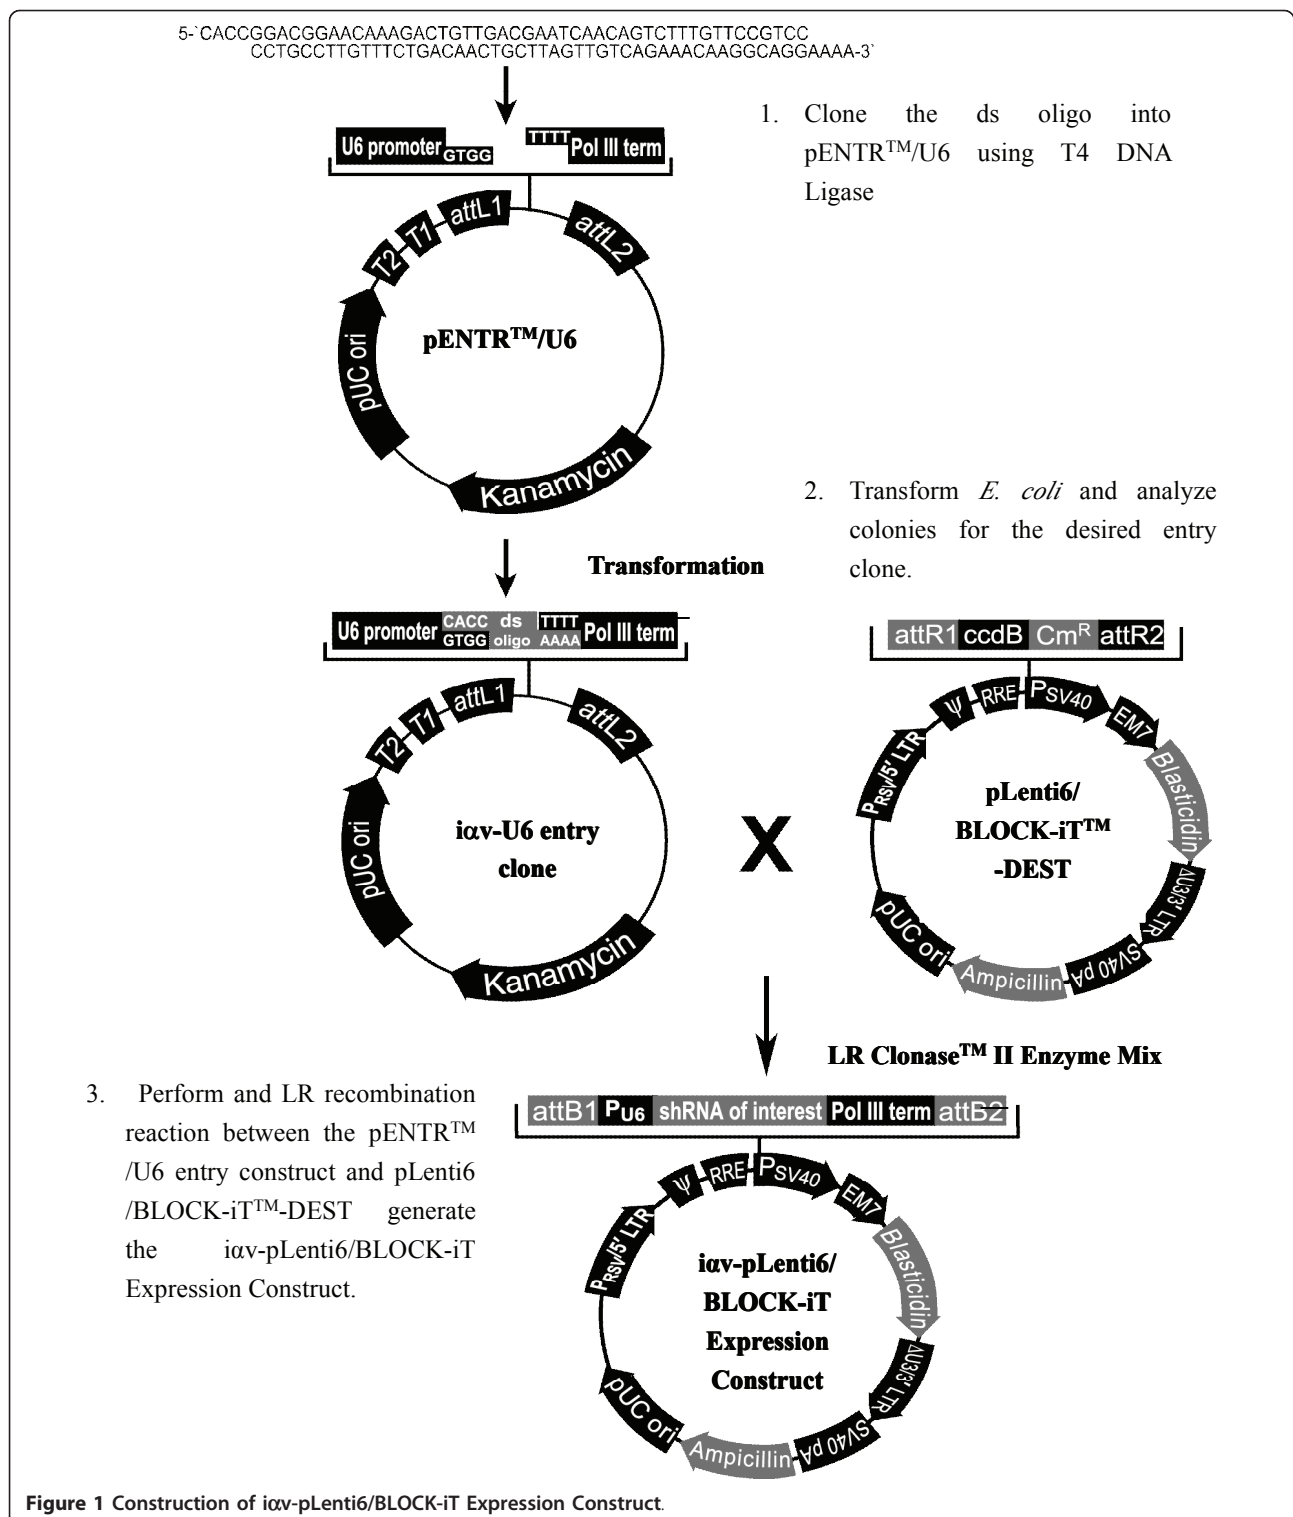 5-`CACCGGACGGAACAAAGACTGTTGACGAATCAACAGTCTTTGTTCCGTCC
CCTGCCTTGTTTCTGACAACTGCTTAGTTGTCAGAAACAAGGCAGGAAAA-3`
1. Clone the ds oligo into
pENTR™/U6 using T4 DNA
Ligase
U6 promoter GTGG TTTT Pol III term
attL1
attL2
T1
T2
pUC ori
pENTR™/U6
Kanamycin
2. Transform E. coli and analyze
colonies for the desired entry
clone.
Transformation
U6 promoter CACC ds TTTT Pol III term
GTGG oligo AAAA
attL1
attL2
T1
T2
pUC ori
iαv-U6 entry
clone
Kanamycin
X
attR1 ccdB Cmᴿ attR2
PRSV/5' LTR
Ψ
RRE
PSV40
EM7
Blasticidin
ΔU3/3' LTR
SV40 pA
Ampicillin
pUC ori
pLenti6/
BLOCK-iT™
-DEST
LR Clonase™ II Enzyme Mix
3. Perform and LR recombination
reaction between the pENTR™
/U6 entry construct and pLenti6
/BLOCK-iT™-DEST generate
the iαv-pLenti6/BLOCK-iT
Expression Construct.
attB1 PU6 shRNA of interest Pol III term attB2
PRSV/5' LTR
Ψ
RRE
PSV40
EM7
Blasticidin
ΔU3/3' LTR
SV40 pA
Ampicillin
pUC ori
iαv-pLenti6/
BLOCK-iT
Expression
Construct
Figure 1 Construction of iαv-pLenti6/BLOCK-iT Expression Construct.